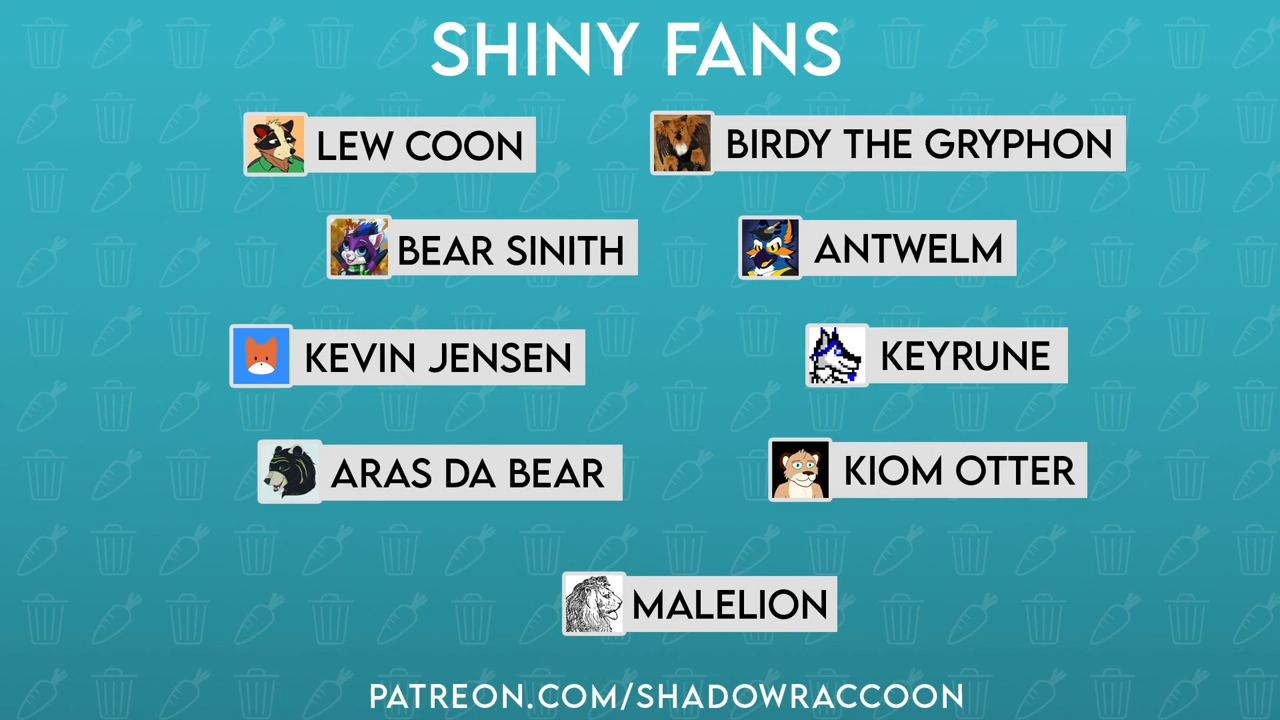 SHINY FANS
LEW COON
BIRDY THE GRYPHON
BEAR SINITH
ANTWELM
KEVIN JENSEN
KEYRUNE
ARAS DA BEAR
KIOM OTTER
MALELION
PATREON.COM/SHADOWRACCOON